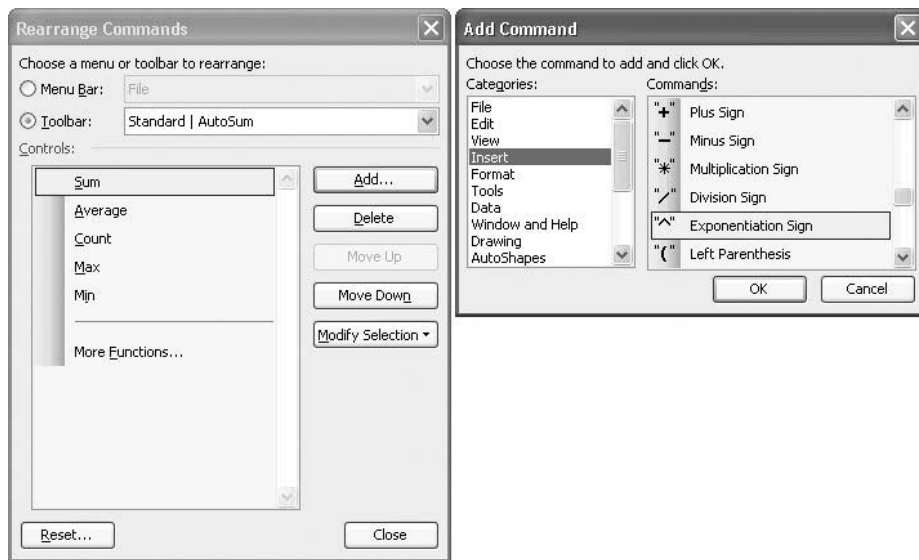 Rearrange Commands
Choose a menu or toolbar to rearrange:
Menu Bar: File
Toolbar: Standard | AutoSum
Controls:
Sum
Average
Count
Max
Min
More Functions...
Add...
Delete
Move Up
Move Down
Modify Selection
Reset...
Close
Add Command
Choose the command to add and click OK.
Categories:
File
Edit
View
Insert
Format
Tools
Data
Window and Help
Drawing
AutoShapes
Commands:
"+" Plus Sign
"—" Minus Sign
"*" Multiplication Sign
"/" Division Sign
"^" Exponentiation Sign
"(" Left Parenthesis
OK
Cancel